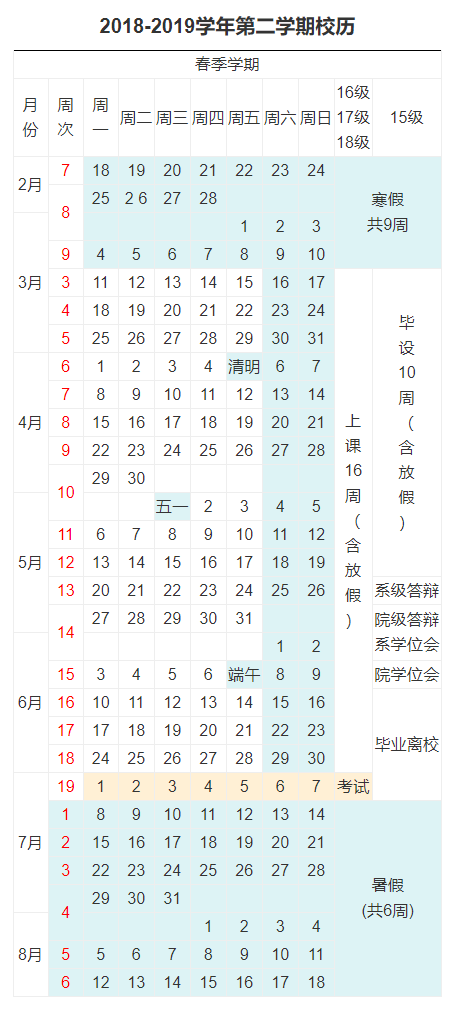 2018-2019学年第二学期校历
春季学期
月份 周次 周一 周二 周三 周四 周五 周六 周日 16级 17级 18级 15级
2月 7 18 19 20 21 22 23 24 寒假 共9周
8 25 2 6 27 28
3月 1 2 3
9 4 5 6 7 8 9 10
3 11 12 13 14 15 16 17 上课16周(含放假) 毕设10周(含放假)
4 18 19 20 21 22 23 24
5 25 26 27 28 29 30 31
4月 6 1 2 3 4 清明 6 7
7 8 9 10 11 12 13 14
8 15 16 17 18 19 20 21
9 22 23 24 25 26 27 28
10 29 30
5月 五一 2 3 4 5
11 6 7 8 9 10 11 12
12 13 14 15 16 17 18 19
13 20 21 22 23 24 25 26 系级答辩
14 27 28 29 30 31 院级答辩
6月 1 2 系学位会
15 3 4 5 6 端午 8 9 院学位会
16 10 11 12 13 14 15 16 毕业离校
17 17 18 19 20 21 22 23
18 24 25 26 27 28 29 30
7月 19 1 2 3 4 5 6 7 考试
1 8 9 10 11 12 13 14 暑假 (共6周)
2 15 16 17 18 19 20 21
3 22 23 24 25 26 27 28
4 29 30 31
8月 1 2 3 4
5 5 6 7 8 9 10 11
6 12 13 14 15 16 17 18